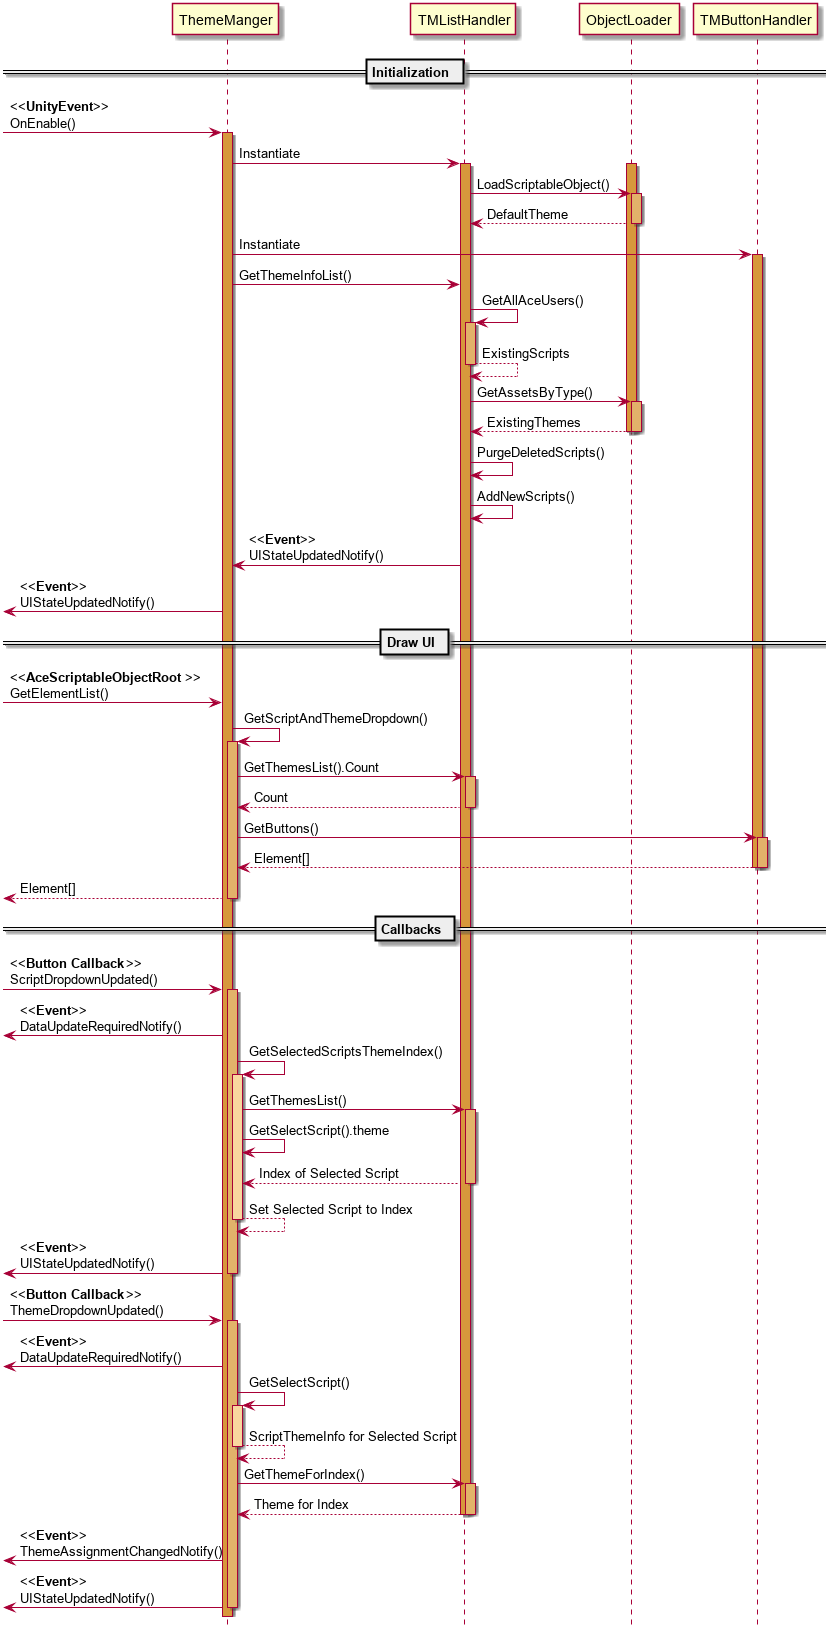 ThemeManger
TMListHandler
ObjectLoader
TMButtonHandler
Initialization
<<UnityEvent>>
OnEnable()
Instantiate
LoadScriptableObject()
DefaultTheme
Instantiate
GetThemeInfoList()
GetAllAceUsers()
ExistingScripts
GetAssetsByType()
ExistingThemes
PurgeDeletedScripts()
AddNewScripts()
<<Event>>
UIStateUpdatedNotify()
<<Event>>
UIStateUpdatedNotify()
Draw UI
<<AceScriptableObjectRoot >>
GetElementList()
GetScriptAndThemeDropdown()
GetThemesList().Count
Count
GetButtons()
Element[]
Element[]
Callbacks
<<Button Callback>>
ScriptDropdownUpdated()
<<Event>>
DataUpdateRequiredNotify()
GetSelectedScriptsThemeIndex()
GetThemesList()
GetSelectScript().theme
Index of Selected Script
Set Selected Script to Index
<<Event>>
UIStateUpdatedNotify()
<<Button Callback>>
ThemeDropdownUpdated()
<<Event>>
DataUpdateRequiredNotify()
GetSelectScript()
ScriptThemeInfo for Selected Script
GetThemeForIndex()
Theme for Index
<<Event>>
ThemeAssignmentChangedNotify()
<<Event>>
UIStateUpdatedNotify()